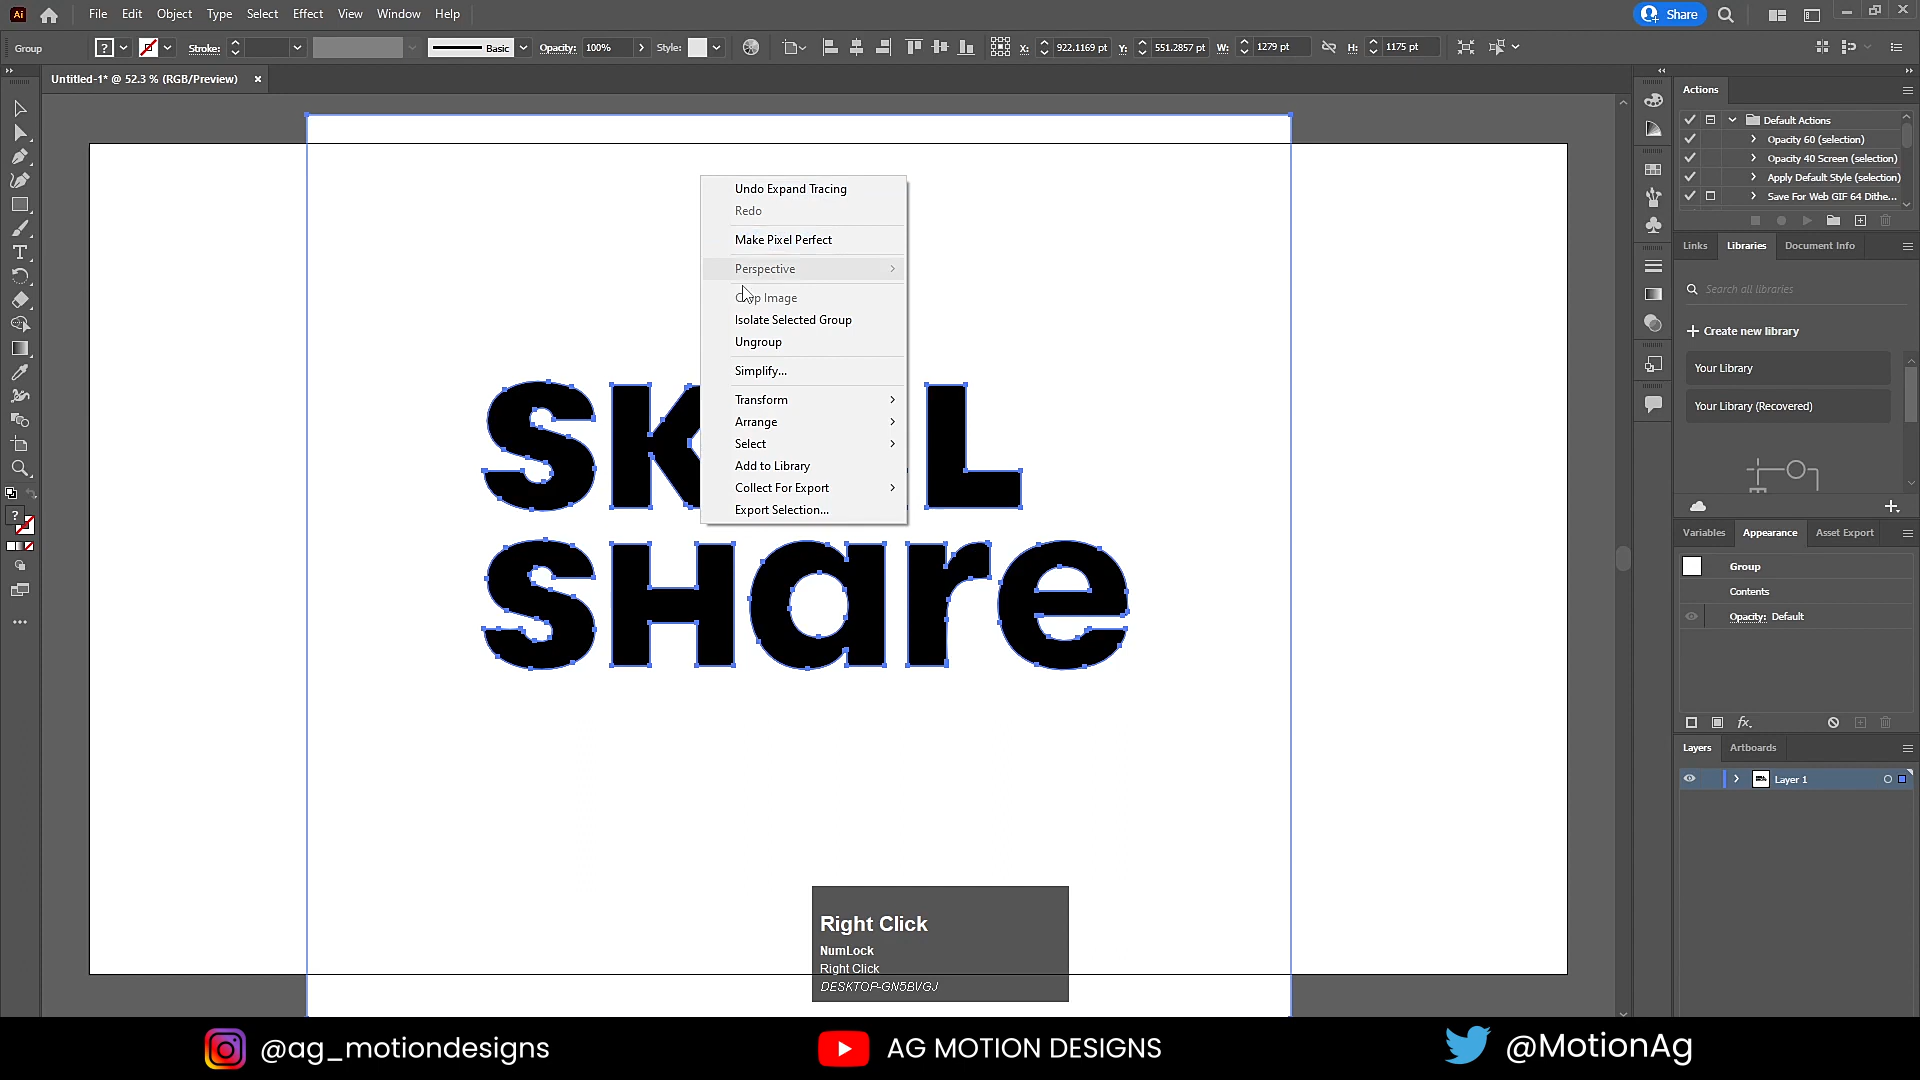 Ai File Edit Object Type Select Effect View Window Help Share
Group ? Stroke: Basic Opacity: 100% Style: X: 922.1169 pt Y: 551.2857 pt W: 1279 pt H: 1175 pt
Untitled-1* @ 52.3 % (RGB/Preview) ×
Undo Expand Tracing
Redo
Make Pixel Perfect
Perspective
Isolate Selected Group
Ungroup
Simplify...
Transform
Arrange
Select
Add to Library
Collect For Export
Export Selection...
SHare
Right Click
NumLock
Right Click
DESKTOP-GN5BVGJ
Actions
Default Actions
Opacity 60 (selection)
Opacity 40 Screen (selection)
Apply Default Style (selection)
Save For Web GIF 64 Dithe...
Links Libraries Document Info
Search all libraries
Create new library
Your Library
Your Library (Recovered)
Variables Appearance Asset Export
Group
Contents
Opacity: Default
fx.
Layers Artboards
Layer 1
@ag_motiondesigns AG MOTION DESIGNS @MotionAg